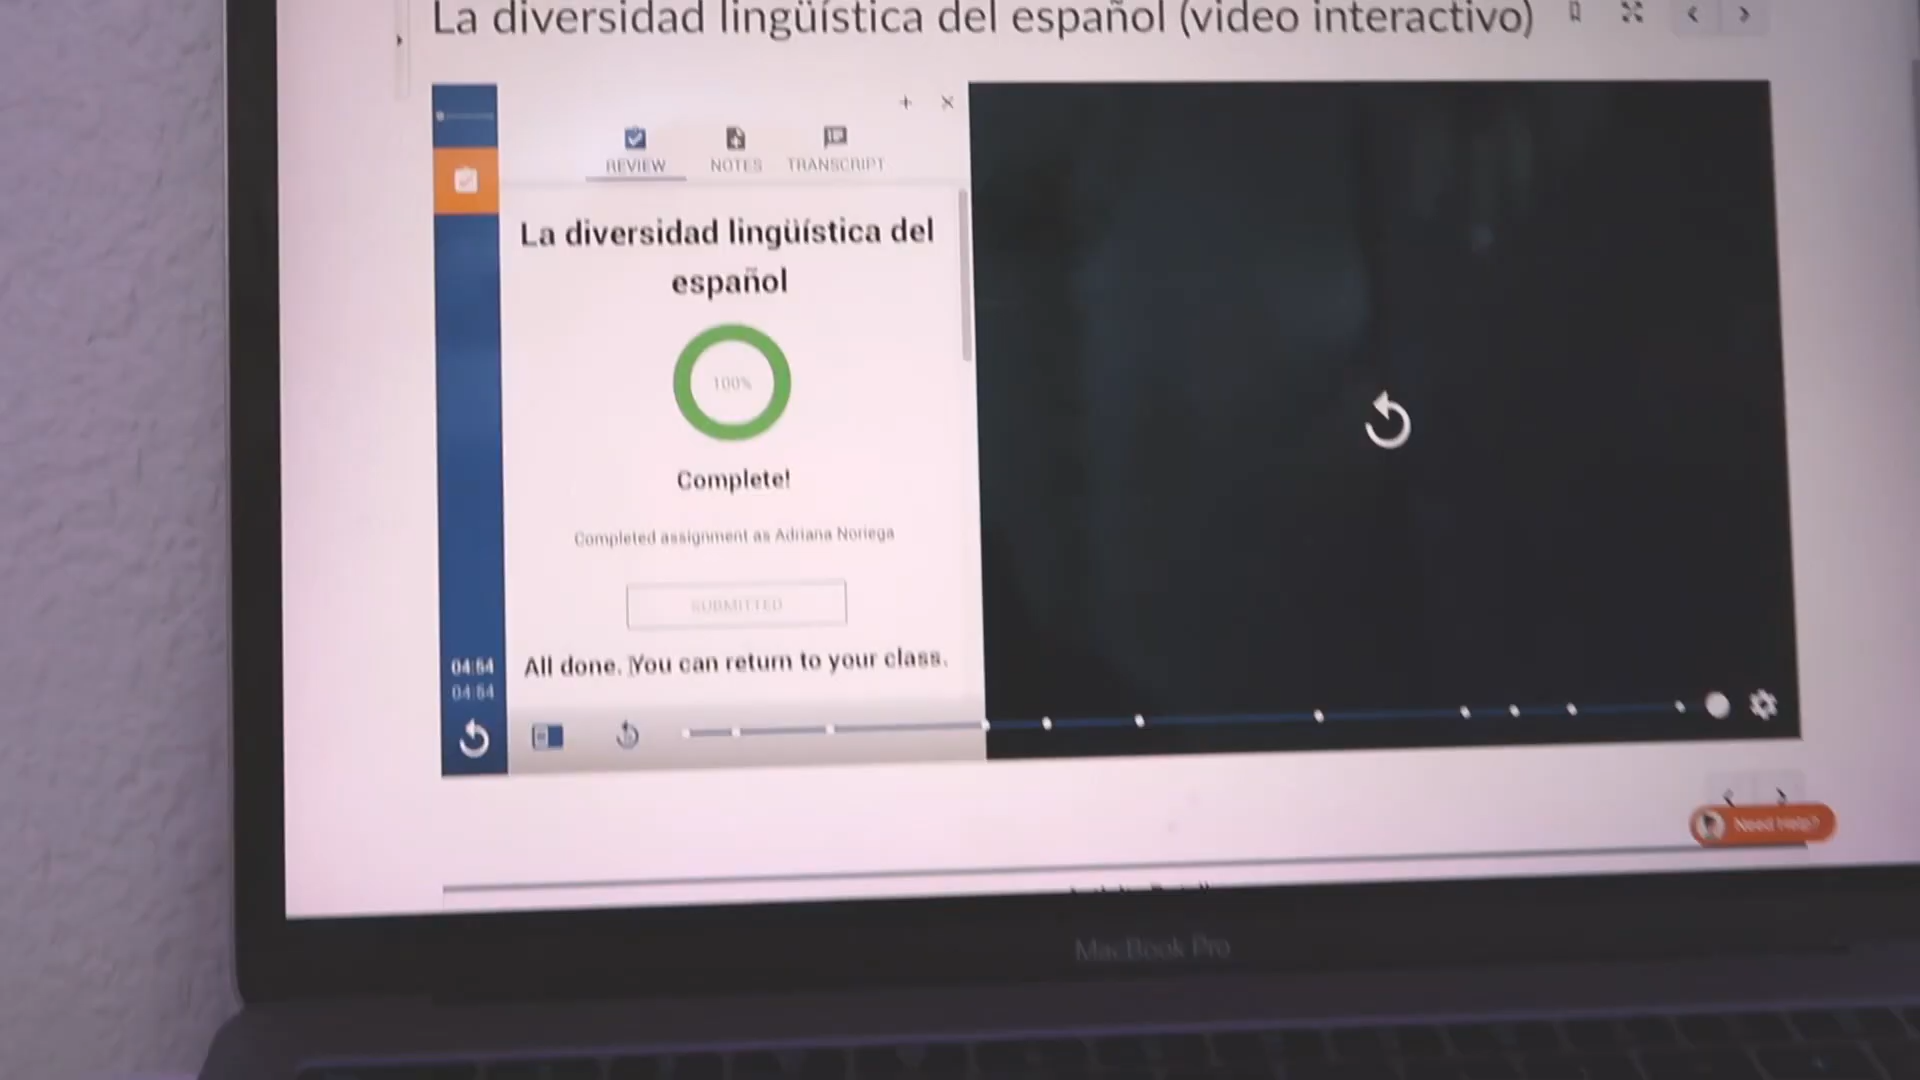 La diversidad lingüística del español (video interactivo)
REVIEW
NOTES
TRANSCRIPT
La diversidad lingüística del
español
100%
Complete!
Completed assignment as Adriana Noriega
SUBMITTED
All done. You can return to your class.
04:54
04:54
Need Help?
MacBook Pro